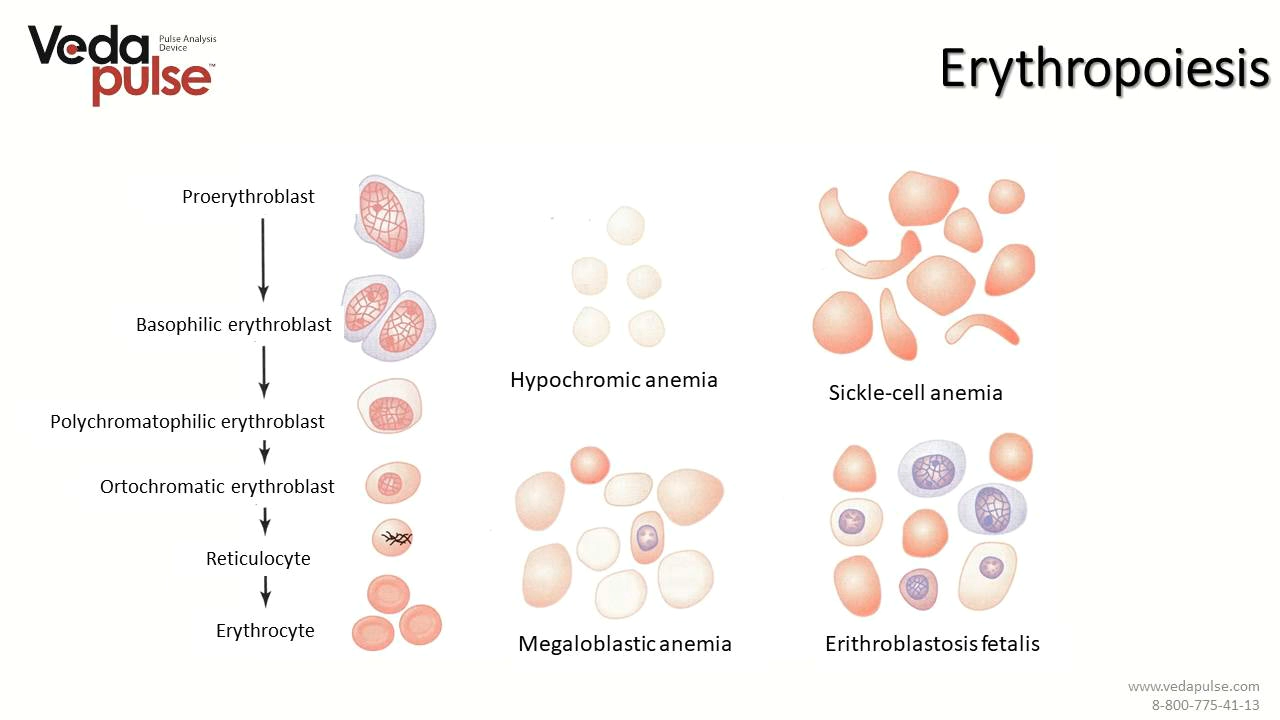 Veda
pulse™
Pulse Analysis
Device
Erythropoiesis
Proerythroblast
Basophilic erythroblast
Polychromatophilic erythroblast
Ortochromatic erythroblast
Reticulocyte
Erythrocyte
Hypochromic anemia
Sickle-cell anemia
Megaloblastic anemia
Erithroblastosis fetalis
www.vedapulse.com
8-800-775-41-13